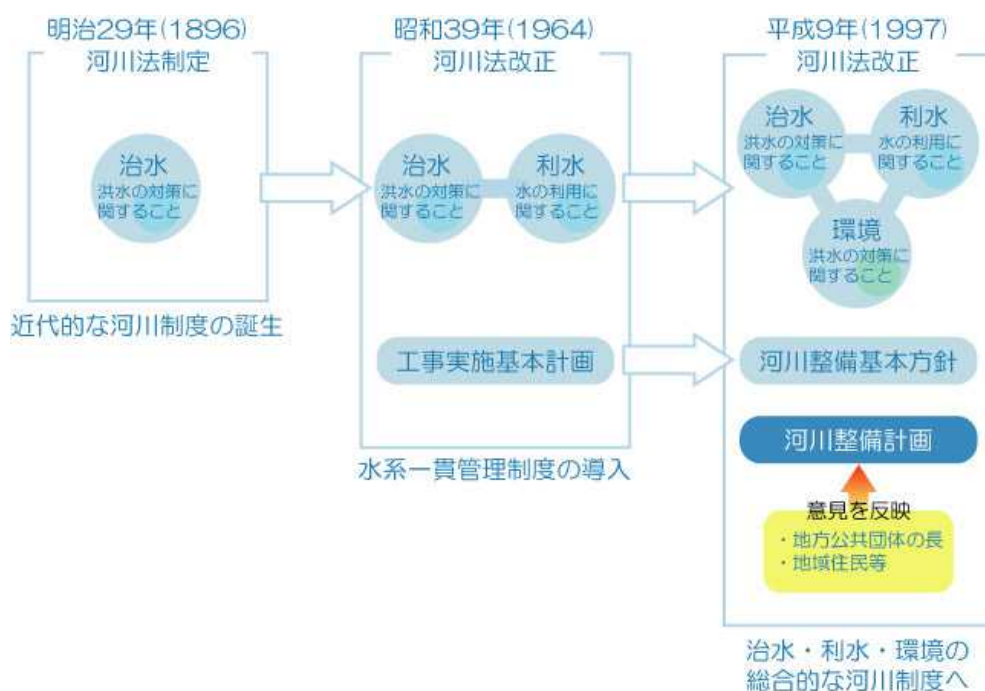 明治29年(1896)
河川法制定
治水
洪水の対策に
関すること
近代的な河川制度の誕生
昭和39年(1964)
河川法改正
治水
洪水の対策に
関すること
利水
水の利用に
関すること
工事実施基本計画
水系一貫管理制度の導入
平成9年(1997)
河川法改正
治水
洪水の対策に
関すること
利水
水の利用に
関すること
環境
洪水の対策に
関すること
河川整備基本方針
河川整備計画
意見を反映
・地方公共団体の長
・地域住民等
治水・利水・環境の
総合的な河川制度へ